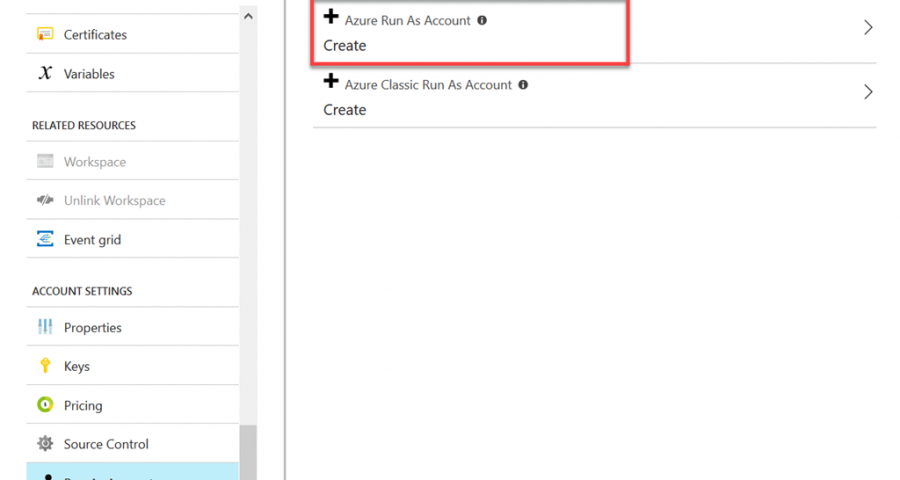 Certificates
Variables
RELATED RESOURCES
Workspace
Unlink Workspace
Event grid
ACCOUNT SETTINGS
Properties
Keys
Pricing
Source Control
Azure Run As Account
Create
Azure Classic Run As Account
Create